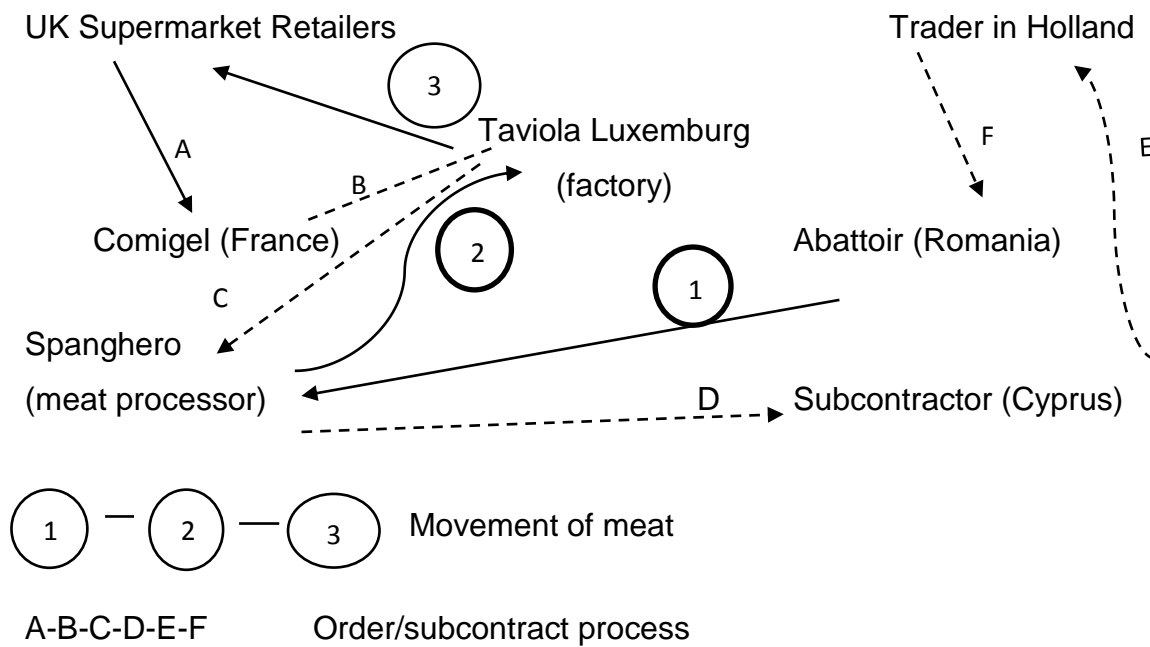 UK Supermarket Retailers
Trader in Holland
3
Taviola Luxemburg
A
F
E
B
(factory)
Comigel (France)
2
Abattoir (Romania)
C
1
Spanghero
(meat processor)
D
Subcontractor (Cyprus)
1
2
3
Movement of meat
A-B-C-D-E-F
Order/subcontract process